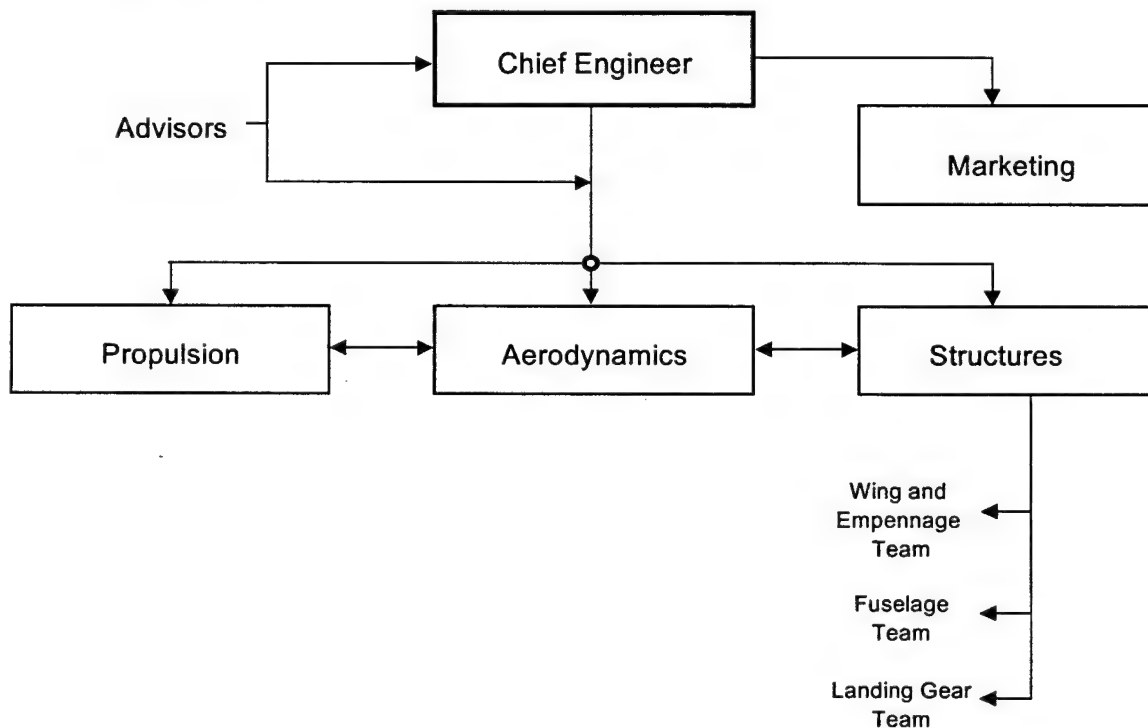 Chief Engineer
Advisors
Marketing
Propulsion
Aerodynamics
Structures
Wing and
Empennage
Team
Fuselage
Team
Landing Gear
Team